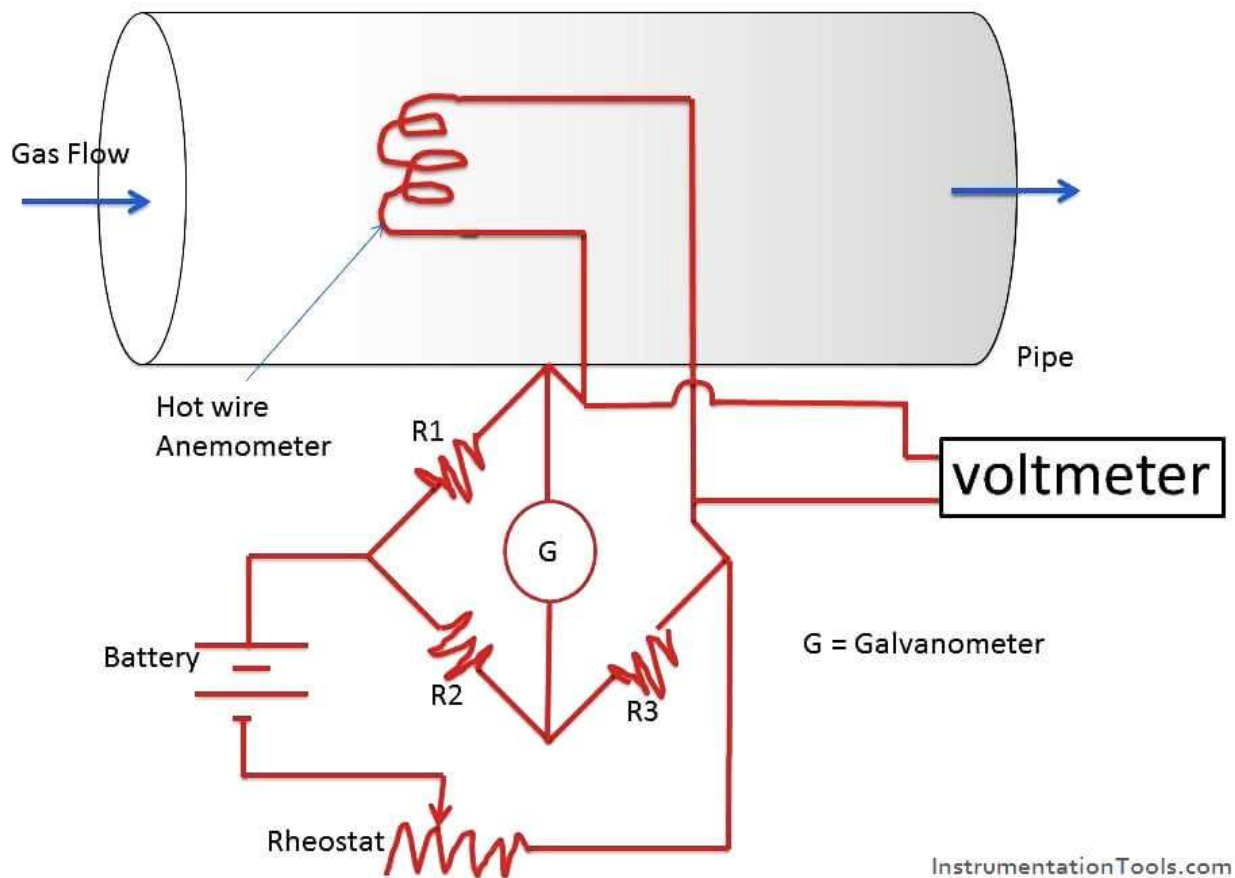 Gas Flow
Pipe
Hot wire
Anemometer
R1
voltmeter
G
Battery
R2
R3
G = Galvanometer
Rheostat
InstrumentationTools.com